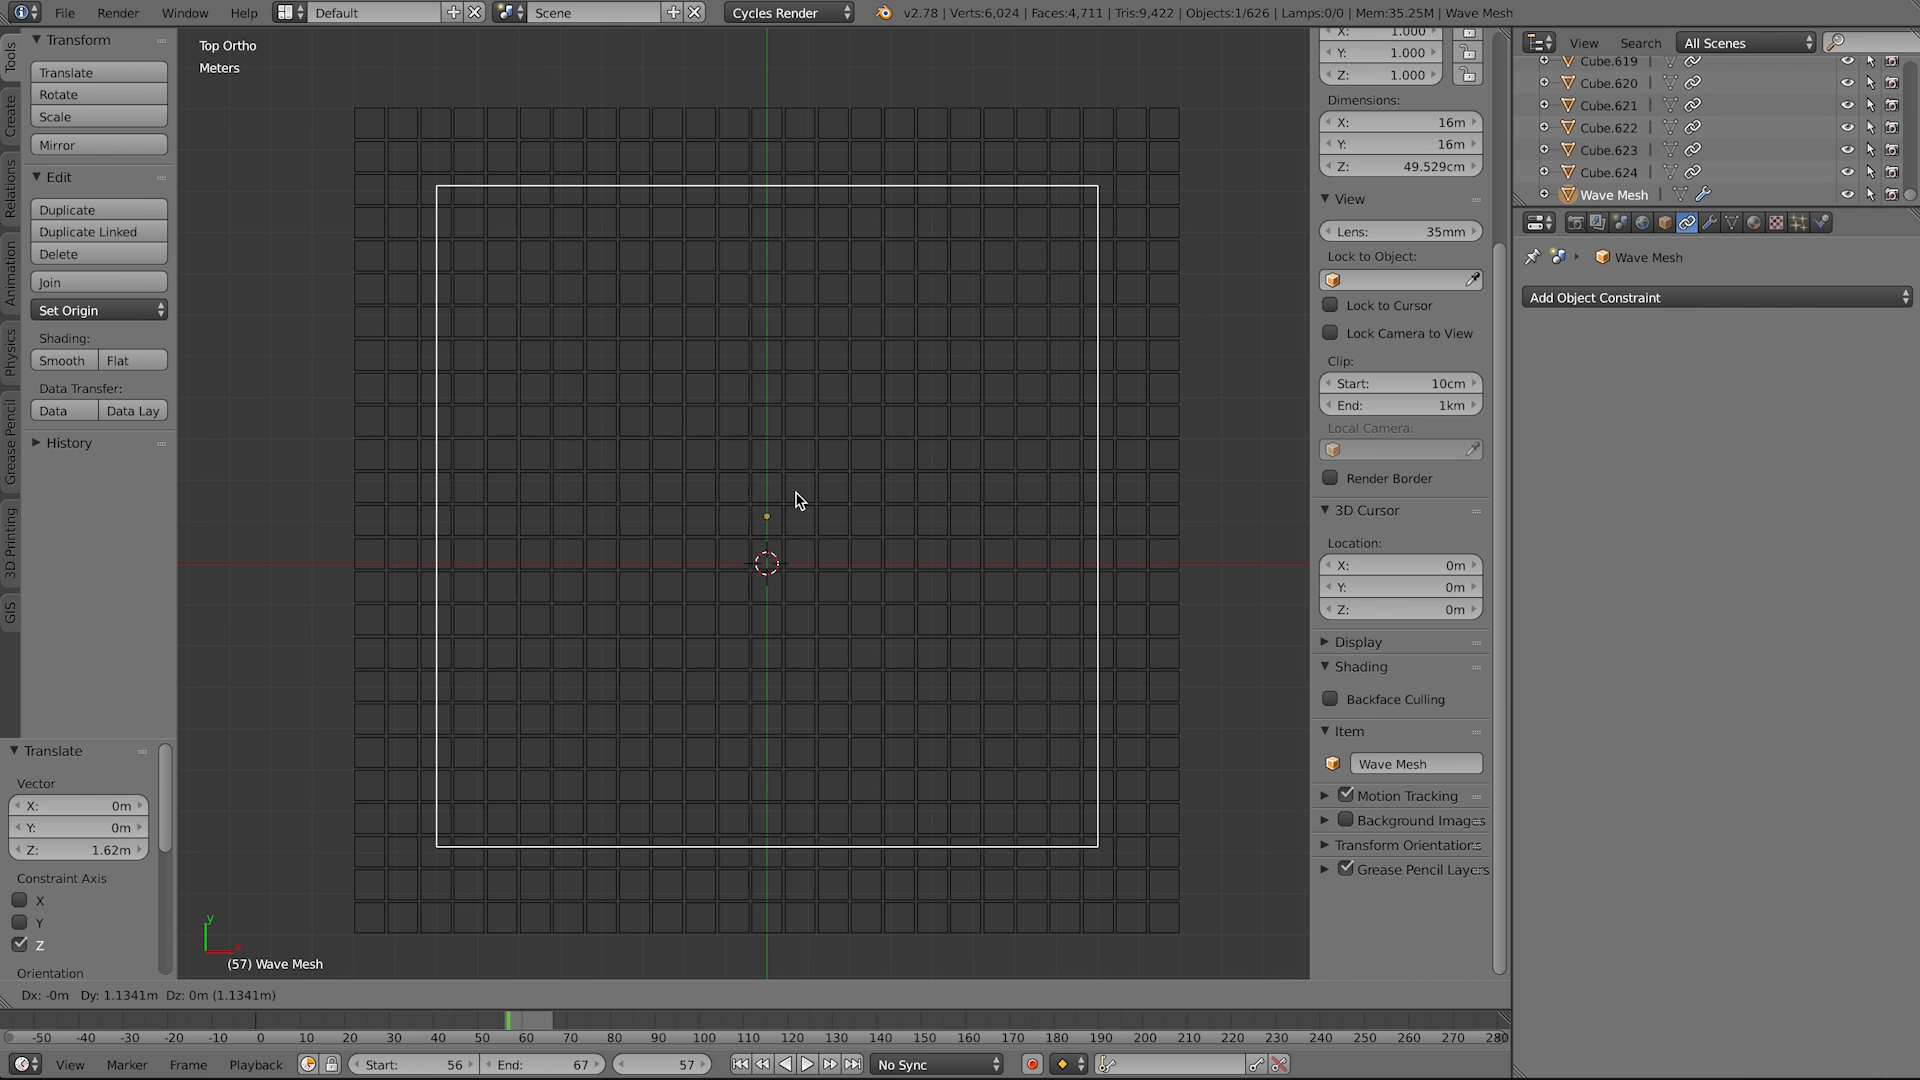 File Render Window Help Default Scene Cycles Render v2.78 | Verts:6,024 | Faces:4,711 | Tris:9,422 | Objects:1/626 | Lamps:0/0 | Mem:35.25M | Wave Mesh
Tools
Create
Relations
Animation
Physics
Grease Pencil
3D Printing
GIS
Transform
Translate
Rotate
Scale
Mirror
Edit
Duplicate
Duplicate Linked
Delete
Join
Set Origin
Shading:
Smooth Flat
Data Transfer:
Data Data Lay
History
Translate
Vector
X: 0m
Y: 0m
Z: 1.62m
Constraint Axis
X
Y
Z
Orientation
Top Ortho
Meters
y
x
(57) Wave Mesh
X: 1.000
Y: 1.000
Z: 1.000
Dimensions:
X: 16m
Y: 16m
Z: 49.529cm
View
Lens: 35mm
Lock to Object:
Lock to Cursor
Lock Camera to View
Clip:
Start: 10cm
End: 1km
Local Camera:
Render Border
3D Cursor
Location:
X: 0m
Y: 0m
Z: 0m
Display
Shading
Backface Culling
Item
Wave Mesh
Motion Tracking
Background Images
Transform Orientations
Grease Pencil Layers
View Search All Scenes
Cube.619
Cube.620
Cube.621
Cube.622
Cube.623
Cube.624
Wave Mesh
Wave Mesh
Add Object Constraint
Dx: -0m Dy: 1.1341m Dz: 0m (1.1341m)
-50 -40 -30 -20 -10 0 10 20 30 40 50 60 70 80 90 100 110 120 130 140 150 160 170 180 190 200 210 220 230 240 250 260 270 280
View Marker Frame Playback Start: 56 End: 67 57 No Sync